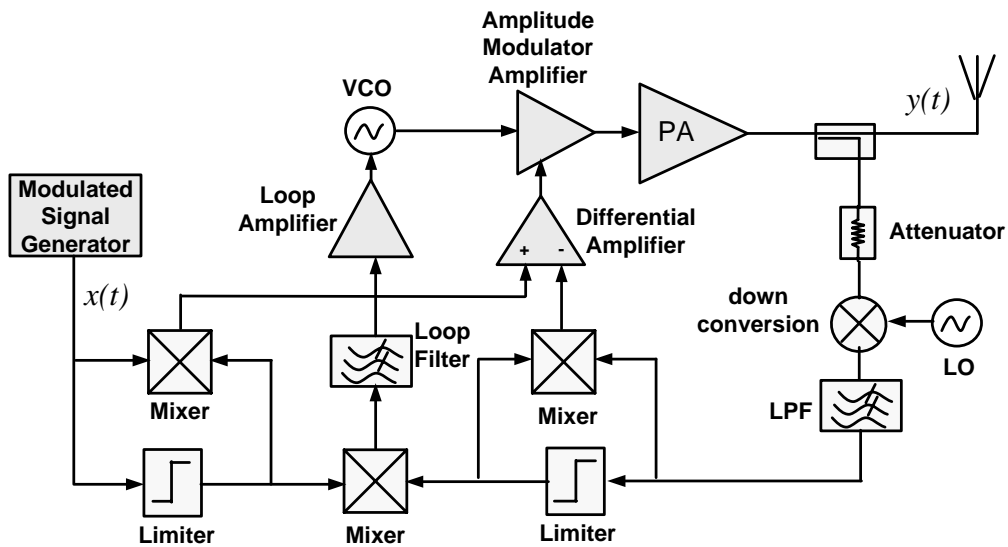 Amplitude
Modulator
Amplifier
VCO
y(t)
PA
Modulated
Signal
Generator
Loop
Amplifier
Differential
Amplifier
+ -
Attenuator
x(t)
down
conversion
LO
Loop
Filter
Mixer
Mixer
LPF
Limiter
Mixer
Limiter